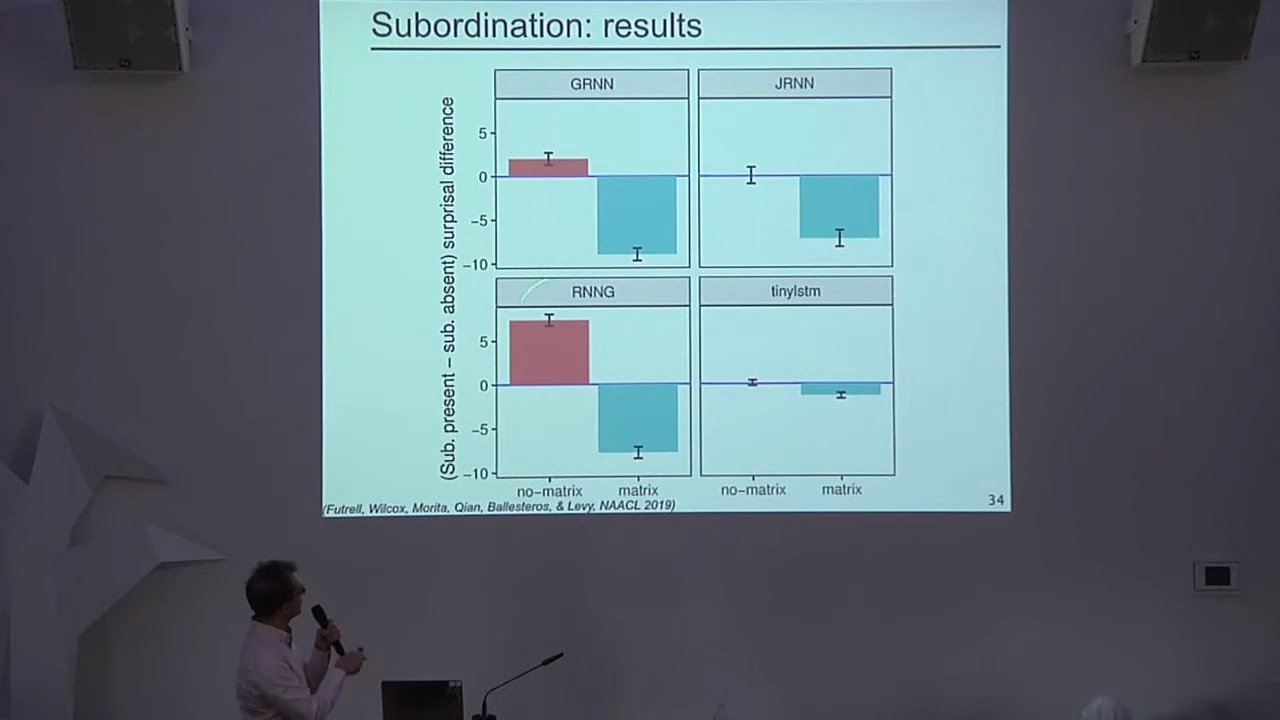 Subordination: results
(Sub. present − sub. absent) surprisal difference
GRNN
JRNN
5
0
−5
−10
RNNG
tinylstm
5
0
−5
−10
no−matrix matrix no−matrix matrix
(Futrell, Wilcox, Morita, Qian, Ballesteros, & Levy, NAACL 2019)
34